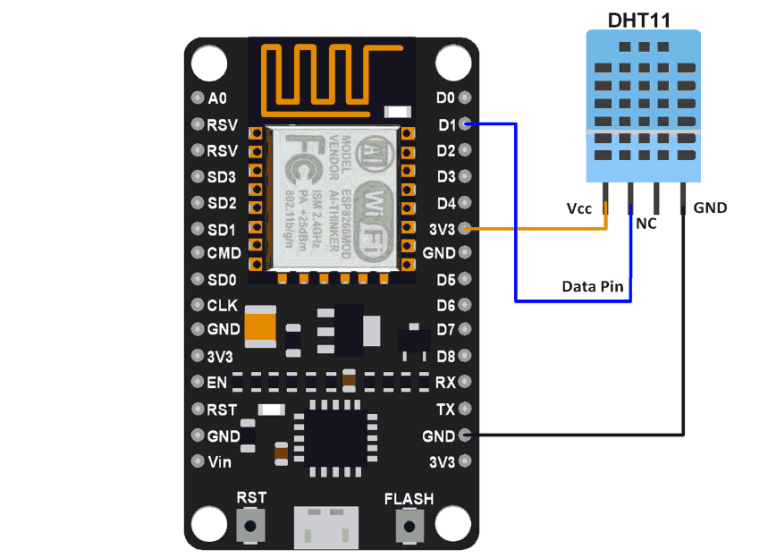 DHT11
A0
RSV
RSV
SD3
SD2
SD1
CMD
SD0
CLK
GND
3V3
EN
RST
GND
Vin
MODEL
VENDOR
ESP8266MOD
AI-THINKER
ISM 2.4GHz
PA +25dBm
802.11b/g/n
FC
AI
Wi Fi
D0
D1
D2
D3
D4
3V3
GND
D5
D6
D7
D8
RX
TX
GND
3V3
RST
FLASH
Vcc
NC
GND
Data Pin